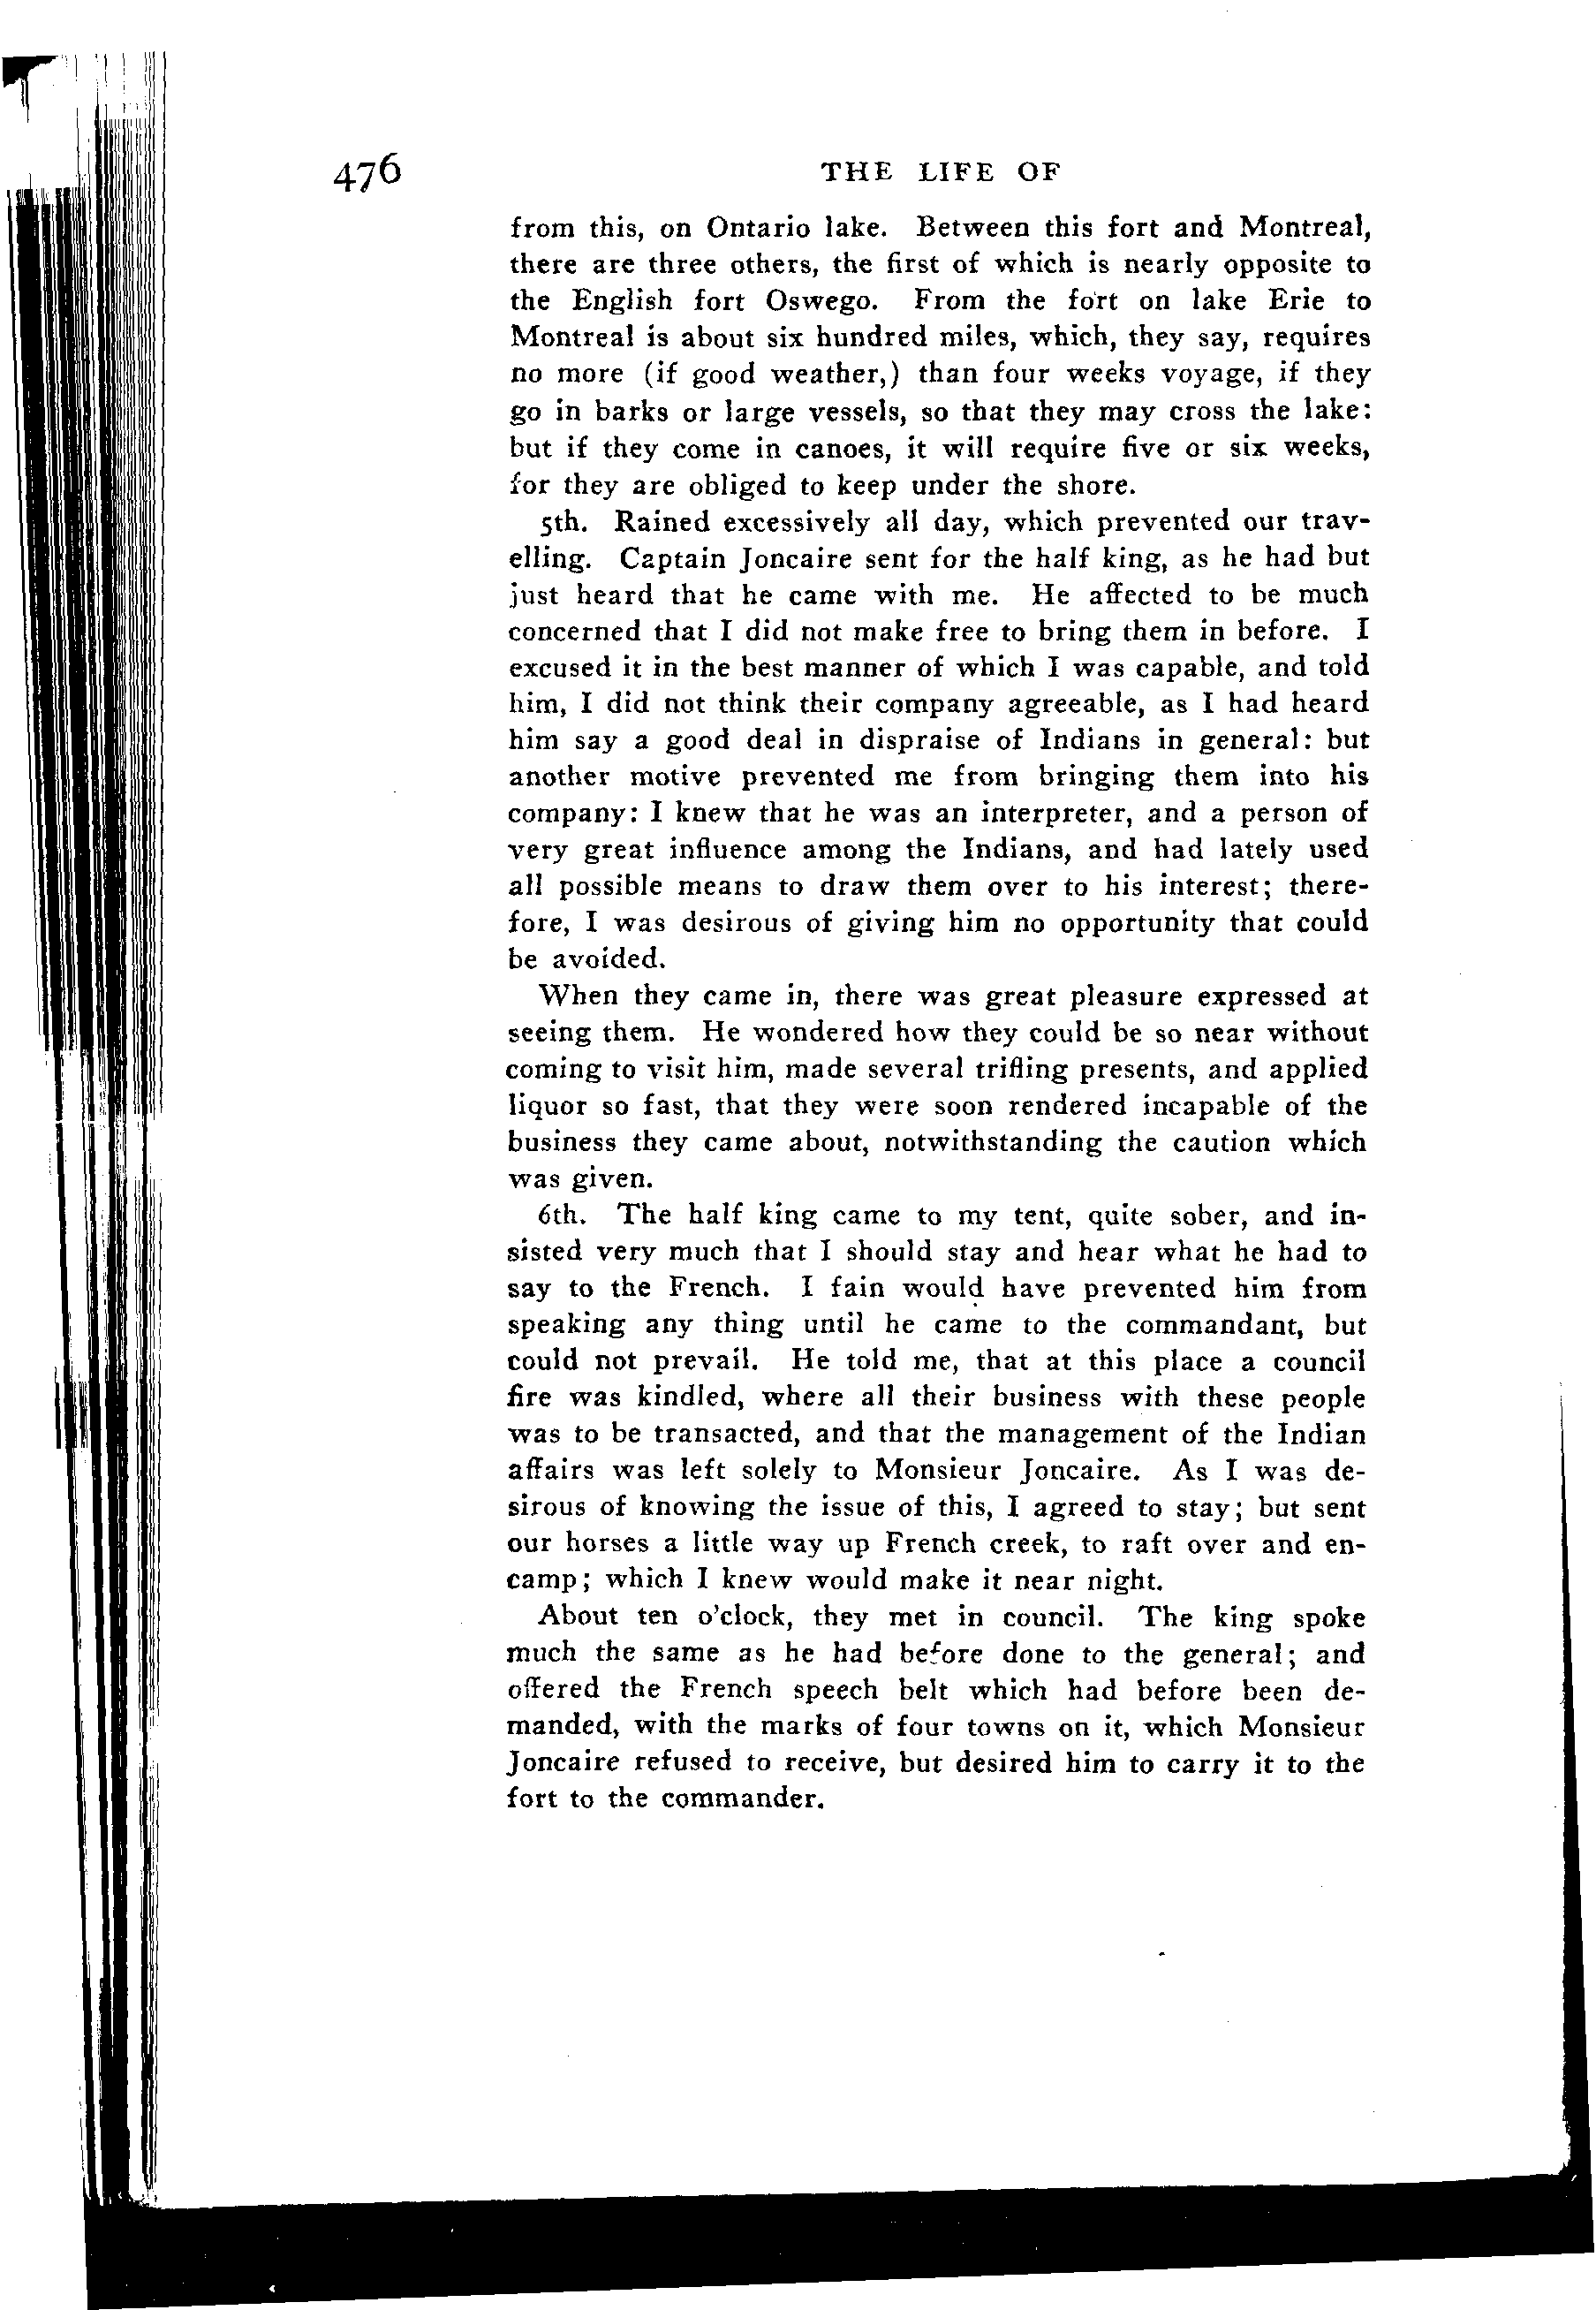 476 THE LIFE OF
from this, on Ontario lake. Between this fort and Montreal,
there are three others, the first of which is nearly opposite to
the English fort Oswego. From the fort on lake Erie to
Montreal is about six hundred miles, which, they say, requires
no more (if good weather,) than four weeks voyage, if they
go in barks or large vessels, so that they may cross the lake:
but if they come in canoes, it will require five or six weeks,
for they are obliged to keep under the shore.
5th. Rained excessively all day, which prevented our trav-
elling. Captain Joncaire sent for the half king, as he had but
just heard that he came with me. He affected to be much
concerned that I did not make free to bring them in before. I
excused it in the best manner of which I was capable, and told
him, I did not think their company agreeable, as I had heard
him say a good deal in dispraise of Indians in general: but
another motive prevented me from bringing them into his
company: I knew that he was an interpreter, and a person of
very great influence among the Indians, and had lately used
all possible means to draw them over to his interest; there-
fore, I was desirous of giving him no opportunity that could
be avoided.
When they came in, there was great pleasure expressed at
seeing them. He wondered how they could be so near without
coming to visit him, made several trifling presents, and applied
liquor so fast, that they were soon rendered incapable of the
business they came about, notwithstanding the caution which
was given.
6th. The half king came to my tent, quite sober, and in-
sisted very much that I should stay and hear what he had to
say to the French. I fain would have prevented him from
speaking any thing until he came to the commandant, but
could not prevail. He told me, that at this place a council
fire was kindled, where all their business with these people
was to be transacted, and that the management of the Indian
affairs was left solely to Monsieur Joncaire. As I was de-
sirous of knowing the issue of this, I agreed to stay; but sent
our horses a little way up French creek, to raft over and en-
camp; which I knew would make it near night.
About ten o'clock, they met in council. The king spoke
much the same as he had before done to the general; and
offered the French speech belt which had before been de-
manded, with the marks of four towns on it, which Monsieur
Joncaire refused to receive, but desired him to carry it to the
fort to the commander.